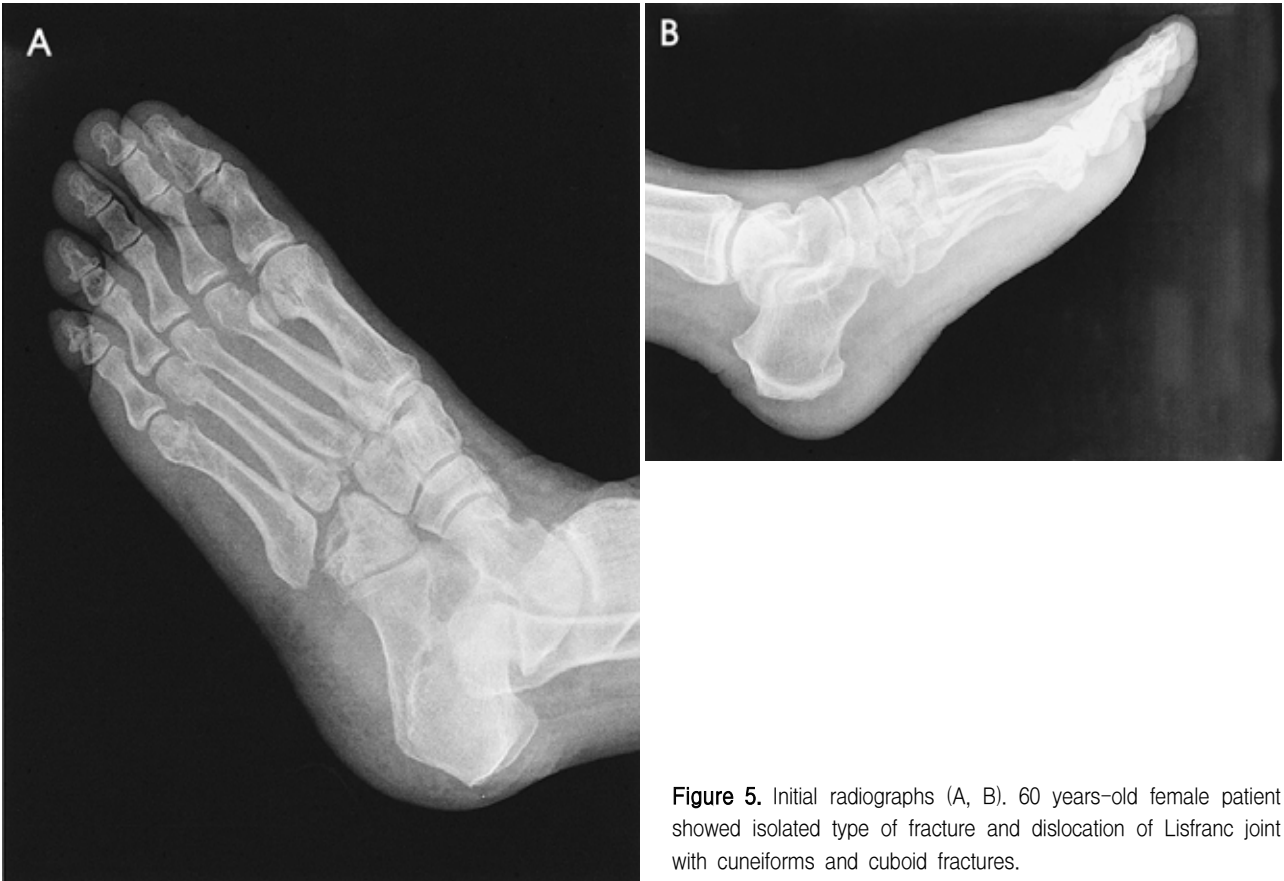 A
B
Figure 5. Initial radiographs (A, B). 60 years-old female patient
showed isolated type of fracture and dislocation of Lisfranc joint
with cuneiforms and cuboid fractures.